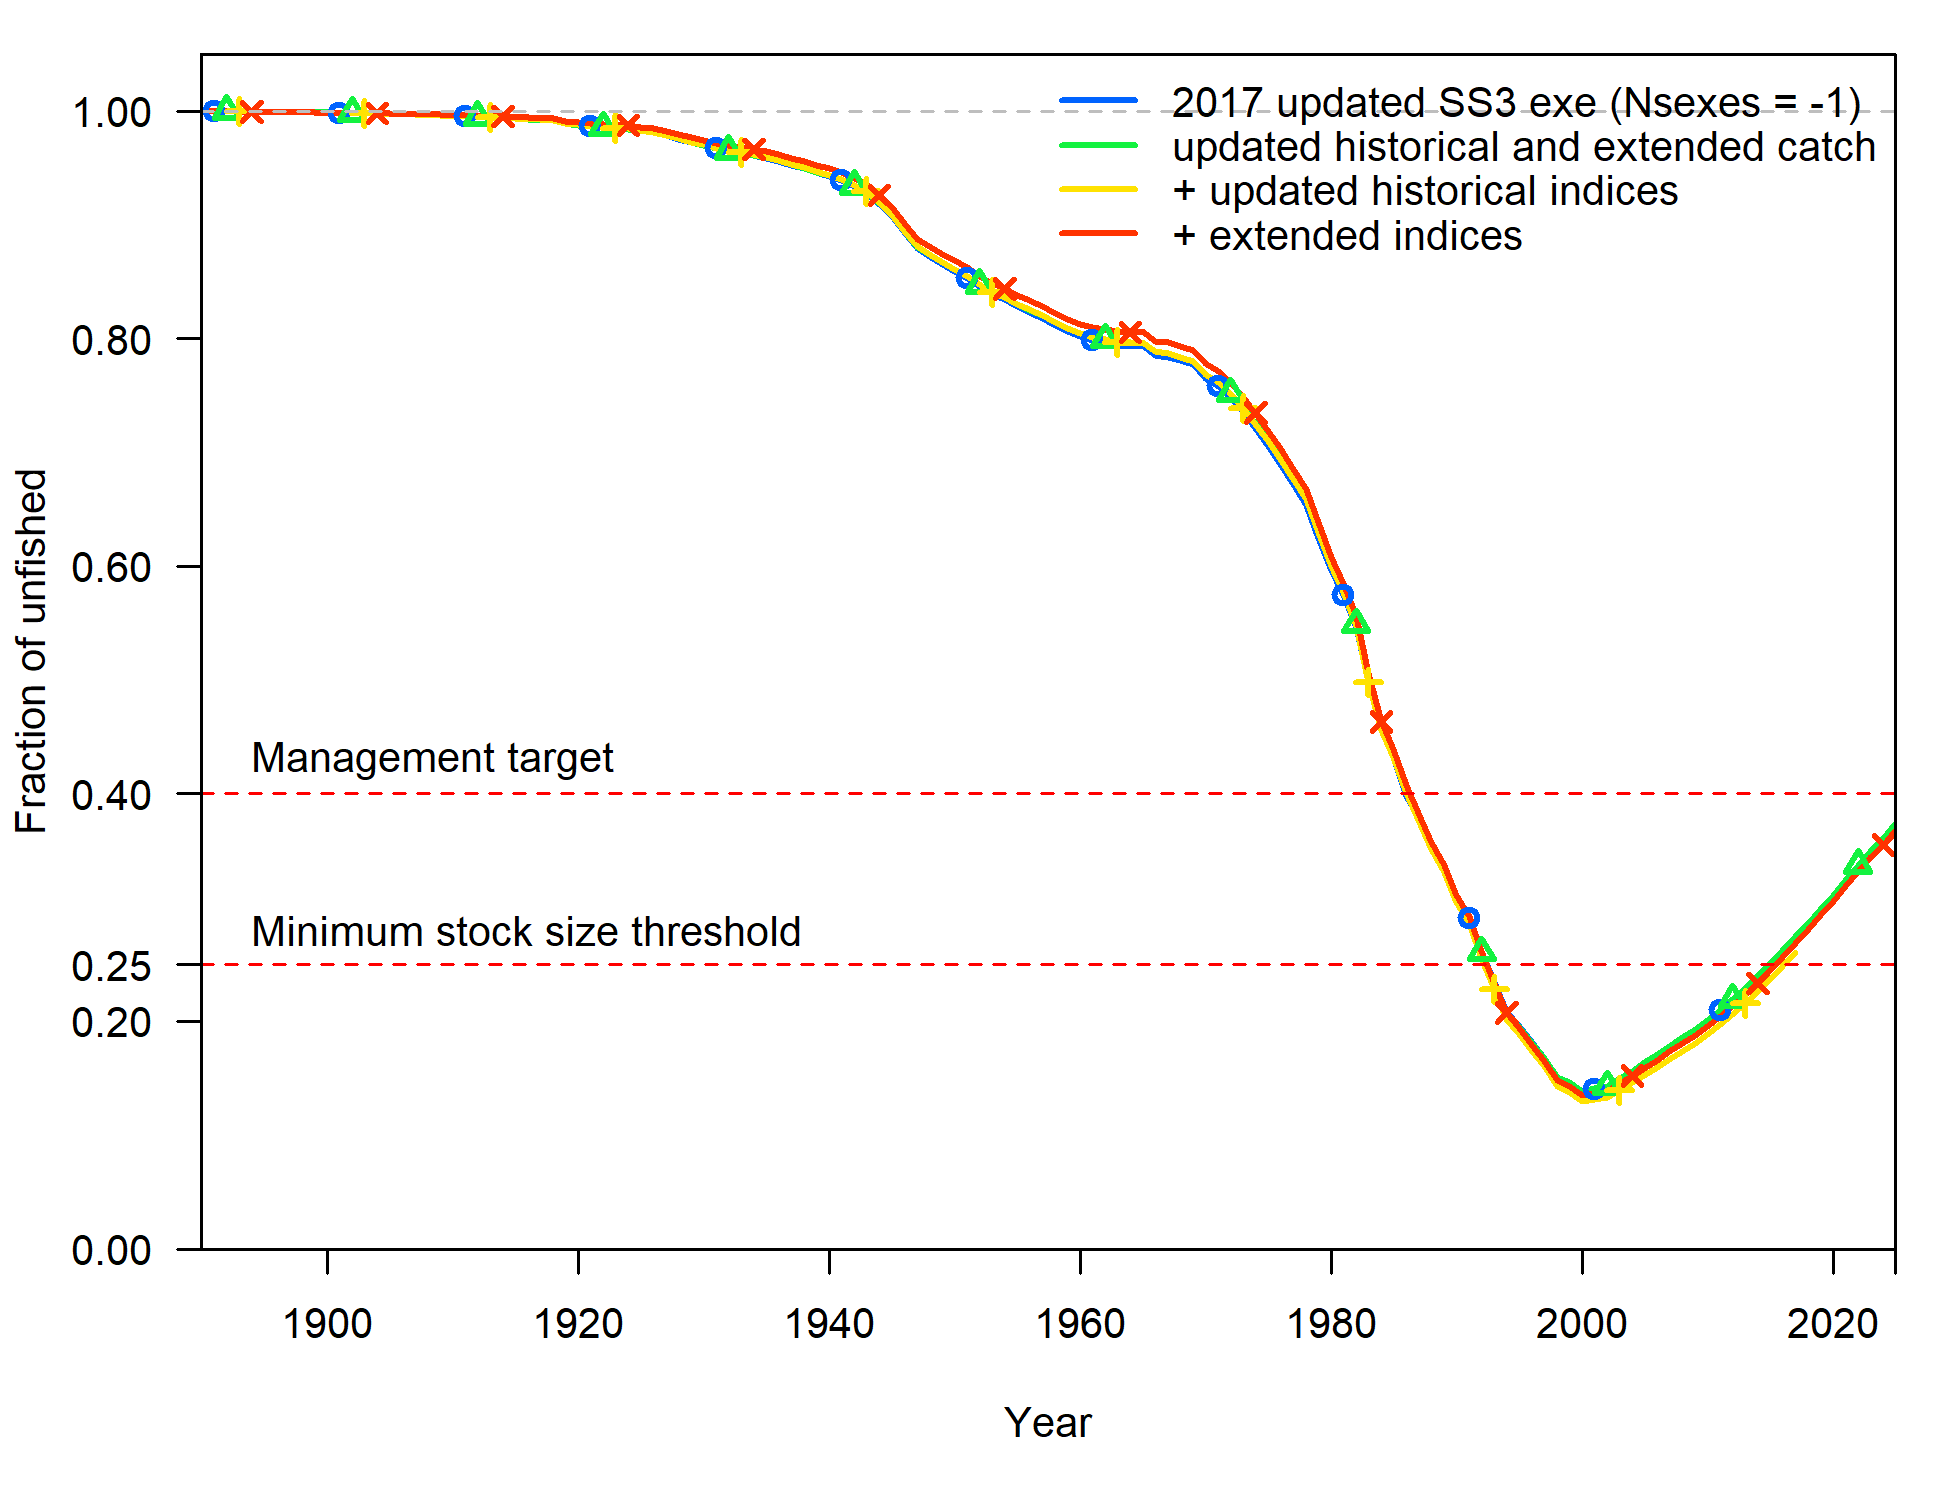 2017 updated SS3 exe (Nsexes = -1)
updated historical and extended catch
+ updated historical indices
+ extended indices
Fraction of unfished
1.00
0.80
0.60
0.40
0.25
0.20
0.00
Management target
Minimum stock size threshold
1900
1920
1940
1960
1980
2000
2020
Year